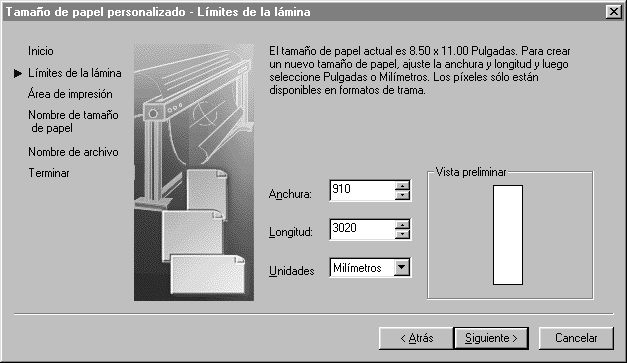 Tamaño de papel personalizado - Límites de la lámina
Inicio
Límites de la lámina
Área de impresión
Nombre de tamaño
de papel
Nombre de archivo
Terminar
El tamaño de papel actual es 8.50 x 11.00 Pulgadas. Para crear
un nuevo tamaño de papel, ajuste la anchura y longitud y luego
seleccione Pulgadas o Milímetros. Los píxeles sólo están
disponibles en formatos de trama.
Anchura:
910
Longitud:
3020
Unidades
Milímetros
Vista preliminar
< Atrás
Siguiente >
Cancelar